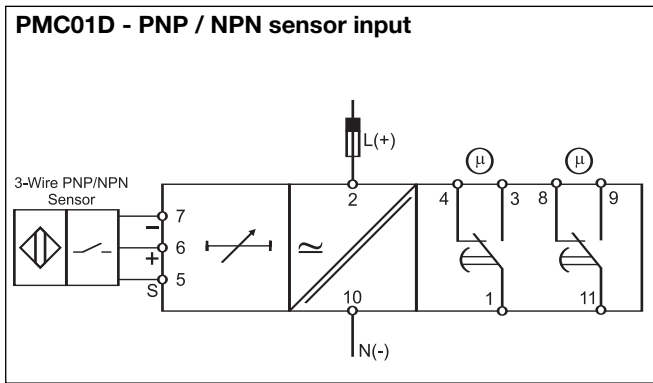 PMC01D - PNP / NPN sensor input
L(+)
µ µ
3-Wire PNP/NPN
Sensor
2 4 3 8 9
7
–
6
+
5
S
10 1 11
N(-)